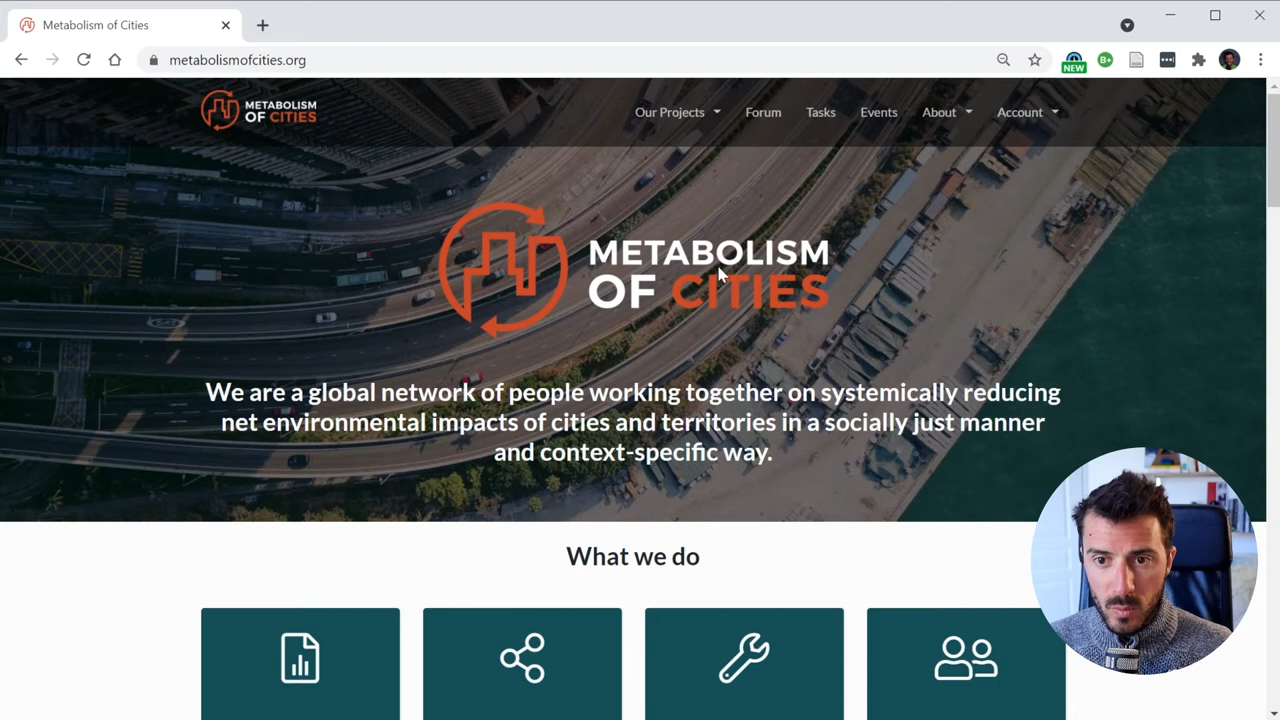 Metabolism of Cities
metabolismofcities.org
NEW
B+
METABOLISM
OF CITIES
Our Projects
Forum
Tasks
Events
About
Account
METABOLISM
OF CITIES
We are a global network of people working together on systemically reducing
net environmental impacts of cities and territories in a socially just manner
and context-specific way.
What we do